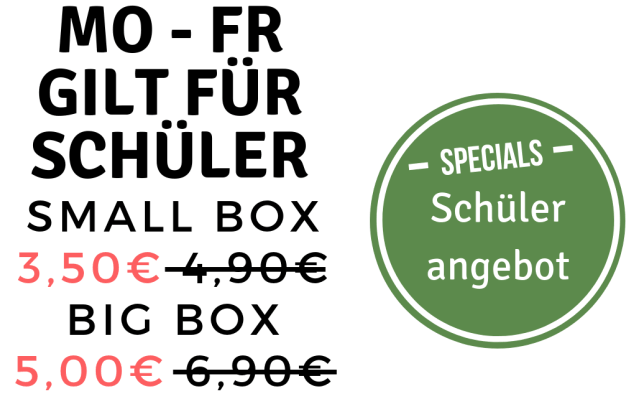 MO - FR
GILT FÜR
SCHÜLER
SMALL BOX
3,50€ 4,90€
BIG BOX
5,00€ 6,90€
- SPECIALS -
Schüler
angebot